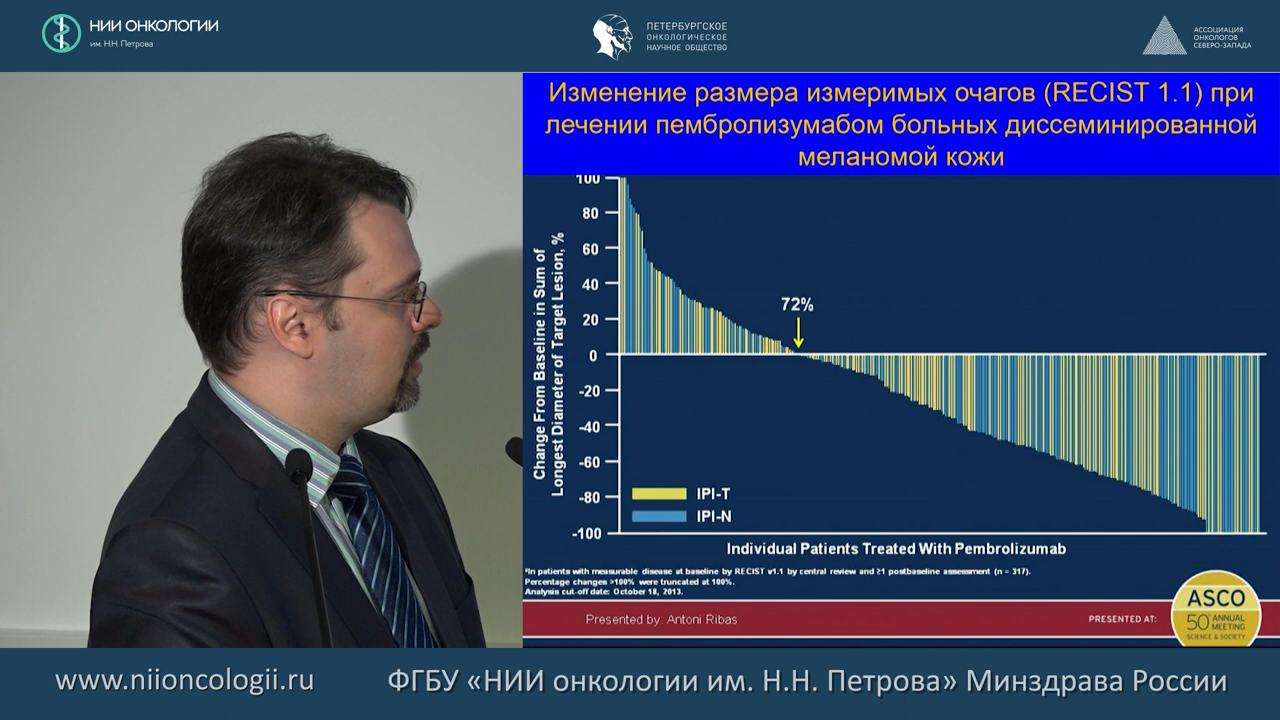 НИИ ОНКОЛОГИИ
им. Н.Н. Петрова
ПЕТЕРБУРГСКОЕ
ОНКОЛОГИЧЕСКОЕ
НАУЧНОЕ ОБЩЕСТВО
АССОЦИАЦИЯ
ОНКОЛОГОВ
СЕВЕРО-ЗАПАДА
Изменение размера измеримых очагов (RECIST 1.1) при
лечении пембролизумабом больных диссеминированной
меланомой кожи
Change From Baseline in Sum of
Longest Diameter of Target Lesion, %
100
80
60
40
20
0
-20
-40
-60
-80
-100
72%
IPI-T
IPI-N
Individual Patients Treated With Pembrolizumab
*In patients with measurable disease at baseline by RECIST v1.1 by central review and ≥1 postbaseline assessment (n = 317).
Percentage changes >100% were truncated at 100%.
Analysis cut-off date: October 18, 2013.
Presented by: Antoni Ribas
PRESENTED AT:
ASCO
50th ANNUAL
MEETING
SCIENCE & SOCIETY
www.niioncologii.ru
ФГБУ «НИИ онкологии им. Н.Н. Петрова» Минздрава России